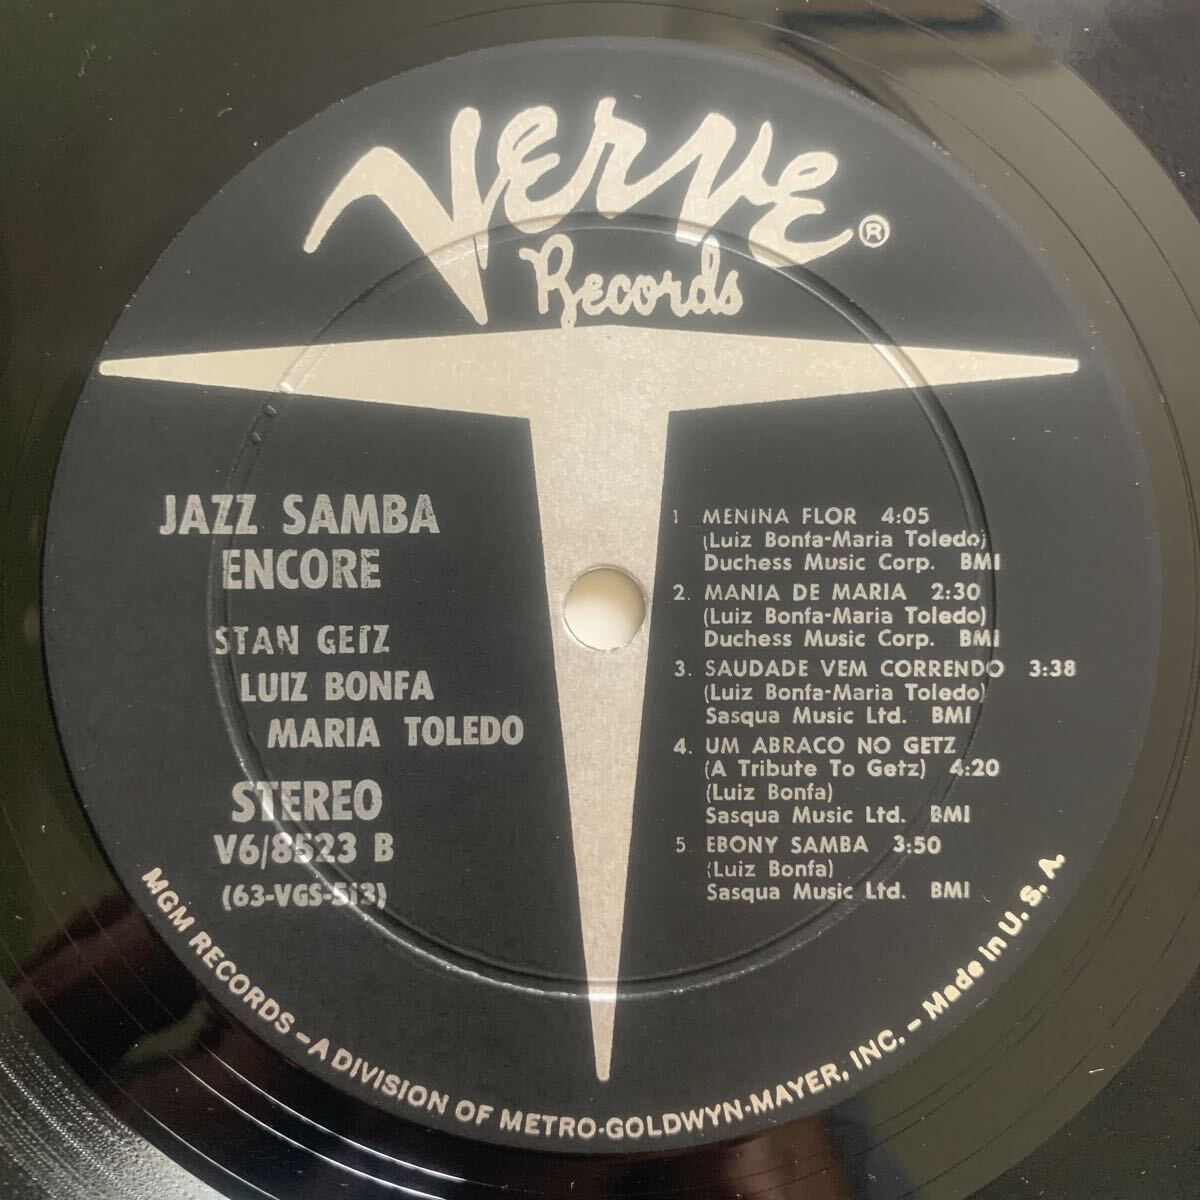 Verve®
Records
JAZZ SAMBA
ENCORE
STAN GETZ
LUIZ BONFA
MARIA TOLEDO
STEREO
V6/8523 B
(63-VGS-513)
1 MENINA FLOR 4:05
(Luiz Bonfa-Maria Toledo)
Duchess Music Corp. BMI
2. MANIA DE MARIA 2:30
(Luiz Bonfa-Maria Toledo)
Duchess Music Corp. BMI
3. SAUDADE VEM CORRENDO 3:38
(Luiz Bonfa-Maria Toledo)
Sasqua Music Ltd. BMI
4. UM ABRACO NO GETZ
(A Tribute To Getz) 4:20
(Luiz Bonfa)
Sasqua Music Ltd. BMI
5. EBONY SAMBA 3:50
(Luiz Bonfa)
Sasqua Music Ltd. BMI
MGM RECORDS – A DIVISION OF METRO-GOLDWYN-MAYER, INC. – Made in U. S. A.